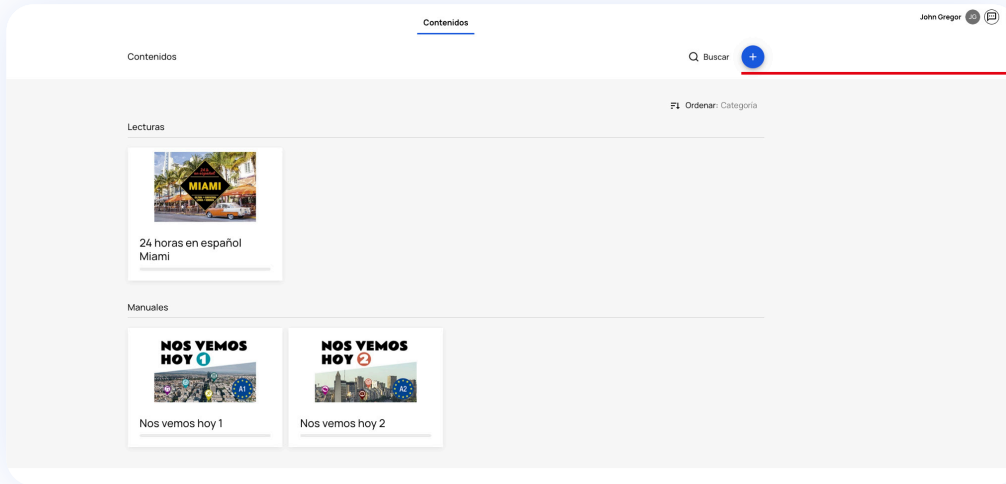 Contenidos
John Gregor JG
Contenidos
Buscar
Ordenar: Categoría
Lecturas
MIAMI
24 horas en español
Miami
Manuales
NOS VEMOS
HOY 1
A1
Nos vemos hoy 1
NOS VEMOS
HOY 2
A2
Nos vemos hoy 2